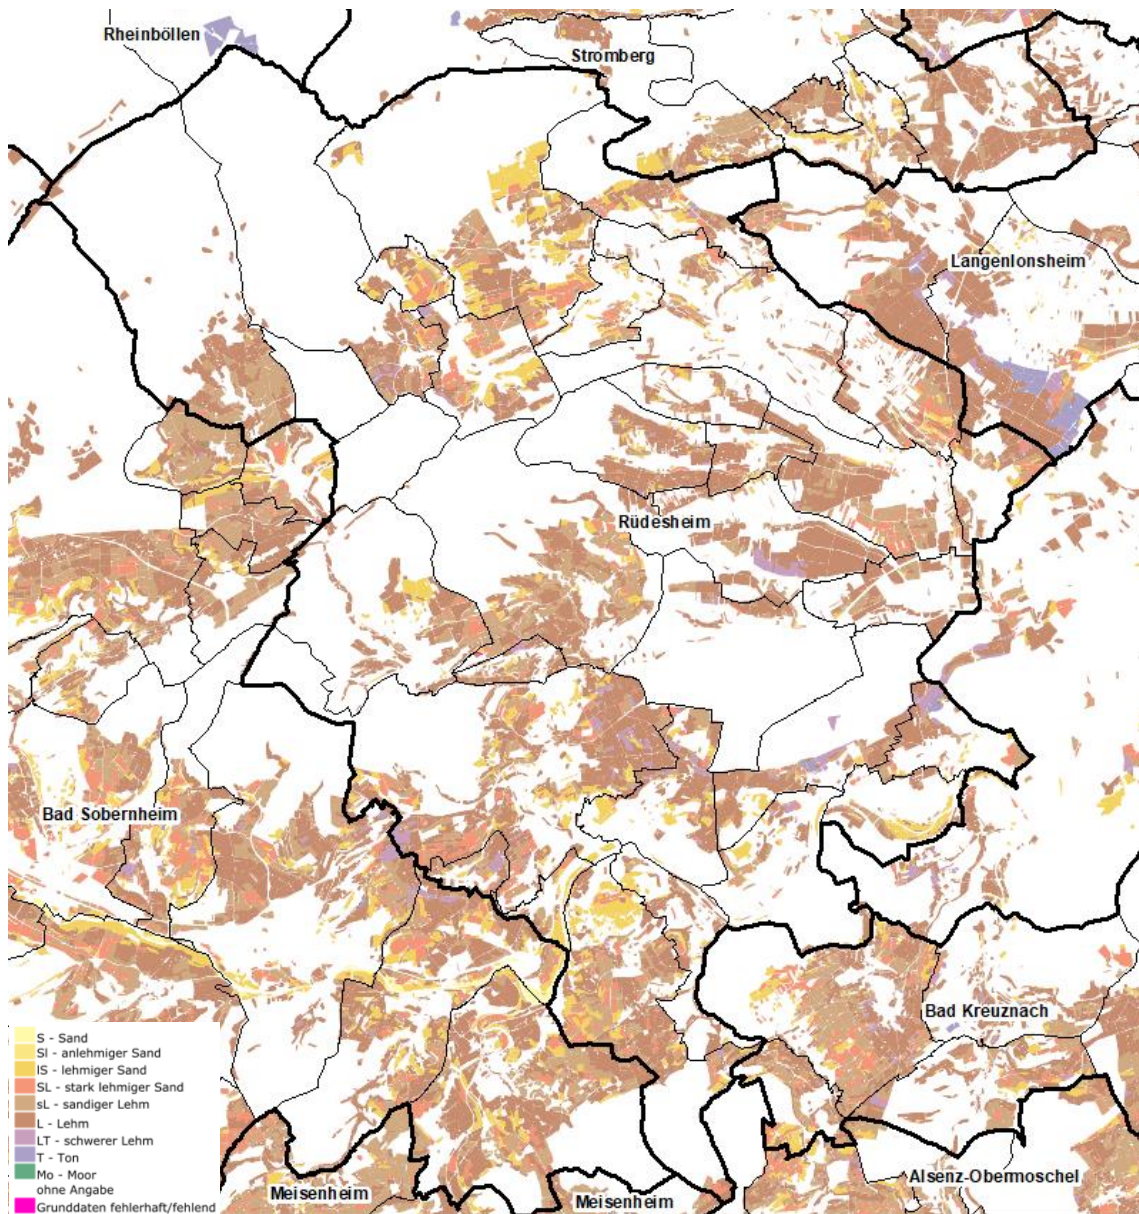 Rheinböllen
Stromberg
Langenlonsheim
Rüdesheim
Bad Sobernheim
Bad Kreuznach
Meisenheim
Meisenheim
Alsenz-Obermoschel
S - Sand
Sl - anlehmiger Sand
lS - lehmiger Sand
SL - stark lehmiger Sand
sL - sandiger Lehm
L - Lehm
LT - schwerer Lehm
T - Ton
Mo - Moor
ohne Angabe
Grunddaten fehlerhaft/fehlend